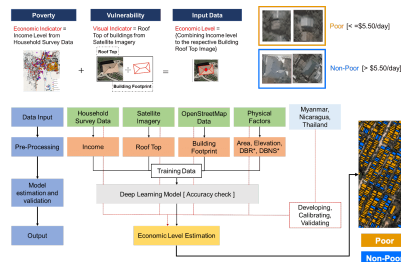 Poverty
Vulnerability
Input Data
Economic Indicator =
Income Level from
Household Survey Data
Visual Indicator = Roof
Top of buildings from
Satellite Imagery
Economic Level =
(Combining Income level
to the respective Building
Roof Top Image)
Roof Top
+
+
=
Building Footprint
Poor [< =$5.50/day]
Non-Poor [> $5.50/day]
Data Input
Household
Survey Data
Satellite
Imagery
OpenStreetMap
Data
Physical
Factors
Myanmar,
Nicaragua,
Thailand
Pre-Processing
Income
Roof Top
Building
Footprint
Area, Elevation,
DBR*, DBNS*
Training Data
Model
estimation and
validation
Deep Learning Model [ Accuracy check ]
Developing,
Calibrating,
Validating
Output
Economic Level Estimation
Poor
Non-Poor